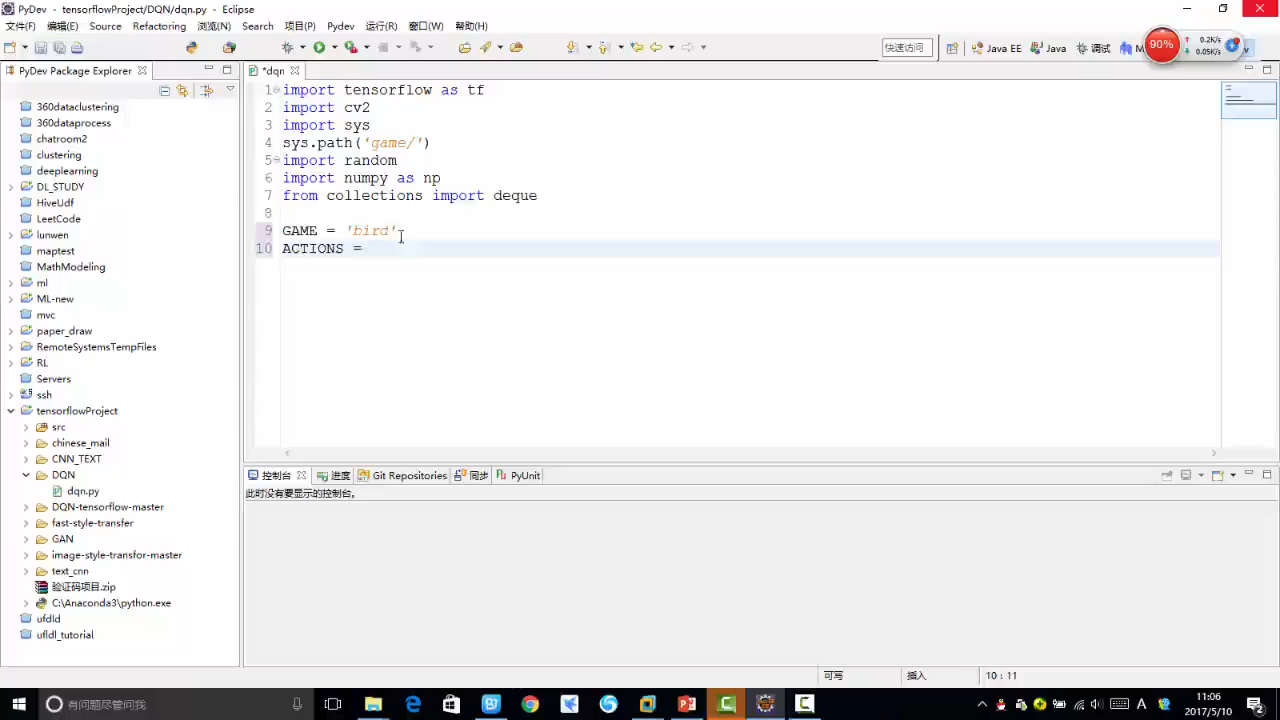 PyDev - tensorflowProject/DQN/dqn.py - Eclipse
文件(F) 编辑(E) Source Refactoring 浏览(N) Search 项目(P) Pydev 运行(R) 窗口(W) 帮助(H)
快速访问 Java EE Java 调试 90% 0.2K/s 0.05K/s
PyDev Package Explorer
*dqn
360dataclustering
360dataprocess
chatroom2
clustering
deeplearning
DL_STUDY
HiveUdf
LeetCode
lunwen
maptest
MathModeling
ml
ML-new
mvc
paper_draw
RemoteSystemsTempFiles
RL
Servers
ssh
tensorflowProject
src
chinese_mail
CNN_TEXT
DQN
dqn.py
DQN-tensorflow-master
fast-style-transfer
GAN
image-style-transfor-master
text_cnn
验证码项目.zip
C:\Anaconda3\python.exe
ufdld
ufldl_tutorial
1 import tensorflow as tf
2 import cv2
3 import sys
4 sys.path('game/')
5 import random
6 import numpy as np
7 from collections import deque
8
9 GAME = 'bird'
10 ACTIONS =
控制台 进度 Git Repositories 同步 PyUnit
此时没有要显示的控制台。
可写 插入 10 : 11
有问题尽管问我
A
11:06
2017/5/10